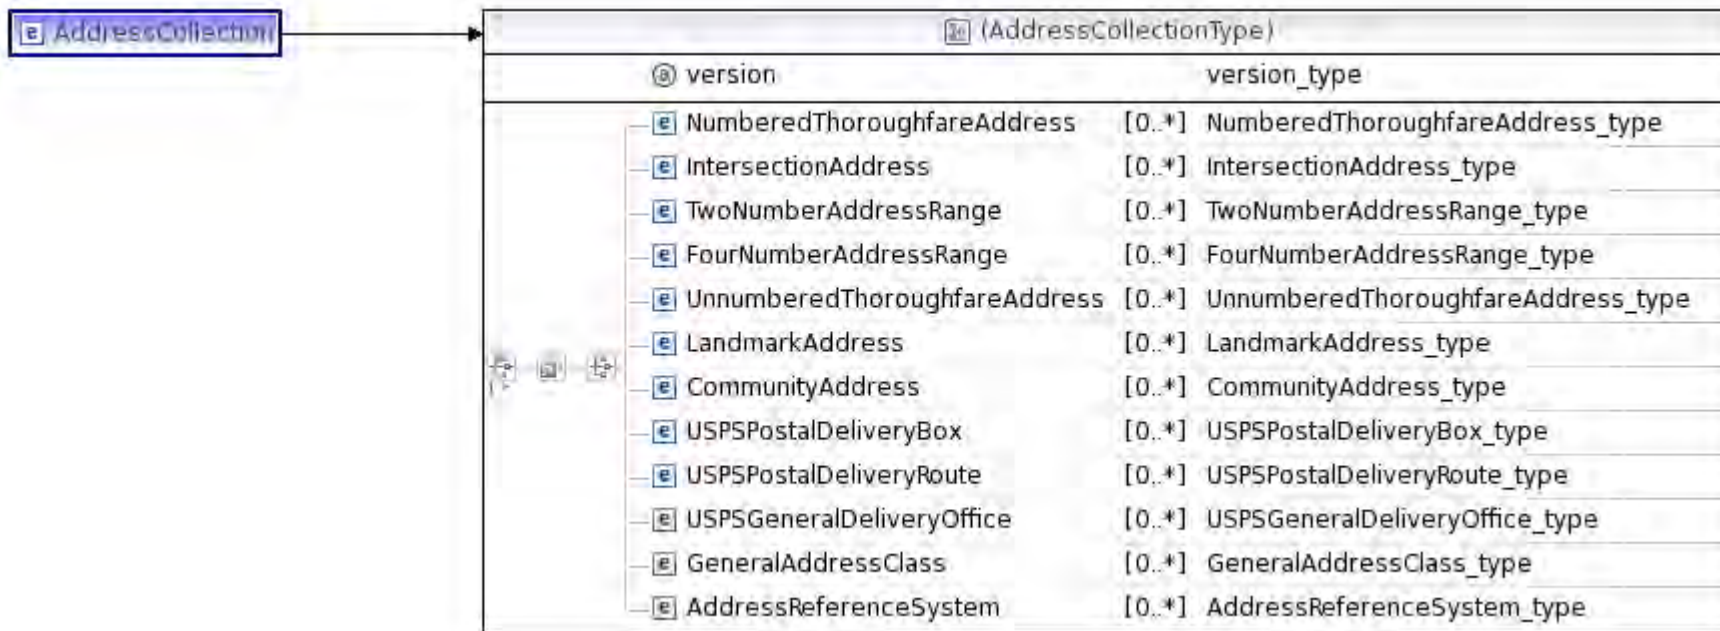 e AddressCollection
(AddressCollectionType)
@ version version_type
e NumberedThoroughfareAddress [0..*] NumberedThoroughfareAddress_type
e IntersectionAddress [0..*] IntersectionAddress_type
e TwoNumberAddressRange [0..*] TwoNumberAddressRange_type
e FourNumberAddressRange [0..*] FourNumberAddressRange_type
e UnnumberedThoroughfareAddress [0..*] UnnumberedThoroughfareAddress_type
e LandmarkAddress [0..*] LandmarkAddress_type
e CommunityAddress [0..*] CommunityAddress_type
e USPSPostalDeliveryBox [0..*] USPSPostalDeliveryBox_type
e USPSPostalDeliveryRoute [0..*] USPSPostalDeliveryRoute_type
e USPSGeneralDeliveryOffice [0..*] USPSGeneralDeliveryOffice_type
e GeneralAddressClass [0..*] GeneralAddressClass_type
e AddressReferenceSystem [0..*] AddressReferenceSystem_type